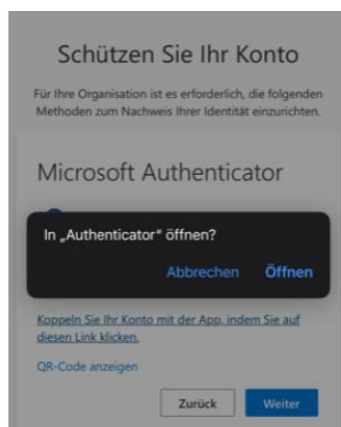 Schützen Sie Ihr Konto
Für Ihre Organisation ist es erforderlich, die folgenden
Methoden zum Nachweis Ihrer Identität einzurichten.
Microsoft Authenticator
In „Authenticator“ öffnen?
Abbrechen Öffnen
Koppeln Sie Ihr Konto mit der App, indem Sie auf
diesen Link klicken.
QR-Code anzeigen
Zurück Weiter